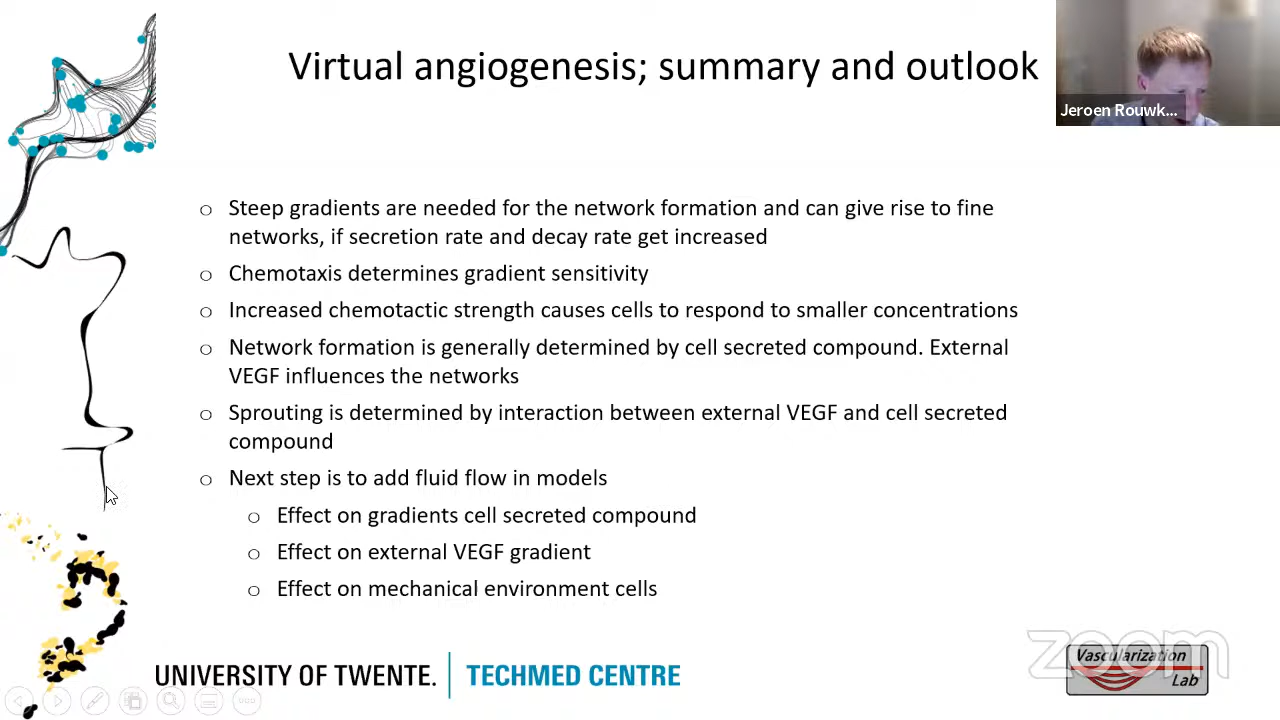 Virtual angiogenesis; summary and outlook
Jeroen Rouwk...
o Steep gradients are needed for the network formation and can give rise to fine
networks, if secretion rate and decay rate get increased
o Chemotaxis determines gradient sensitivity
o Increased chemotactic strength causes cells to respond to smaller concentrations
o Network formation is generally determined by cell secreted compound. External
VEGF influences the networks
o Sprouting is determined by interaction between external VEGF and cell secreted
compound
o Next step is to add fluid flow in models
o Effect on gradients cell secreted compound
o Effect on external VEGF gradient
o Effect on mechanical environment cells
UNIVERSITY OF TWENTE. | TECHMED CENTRE
zoom
Vascularization
Lab